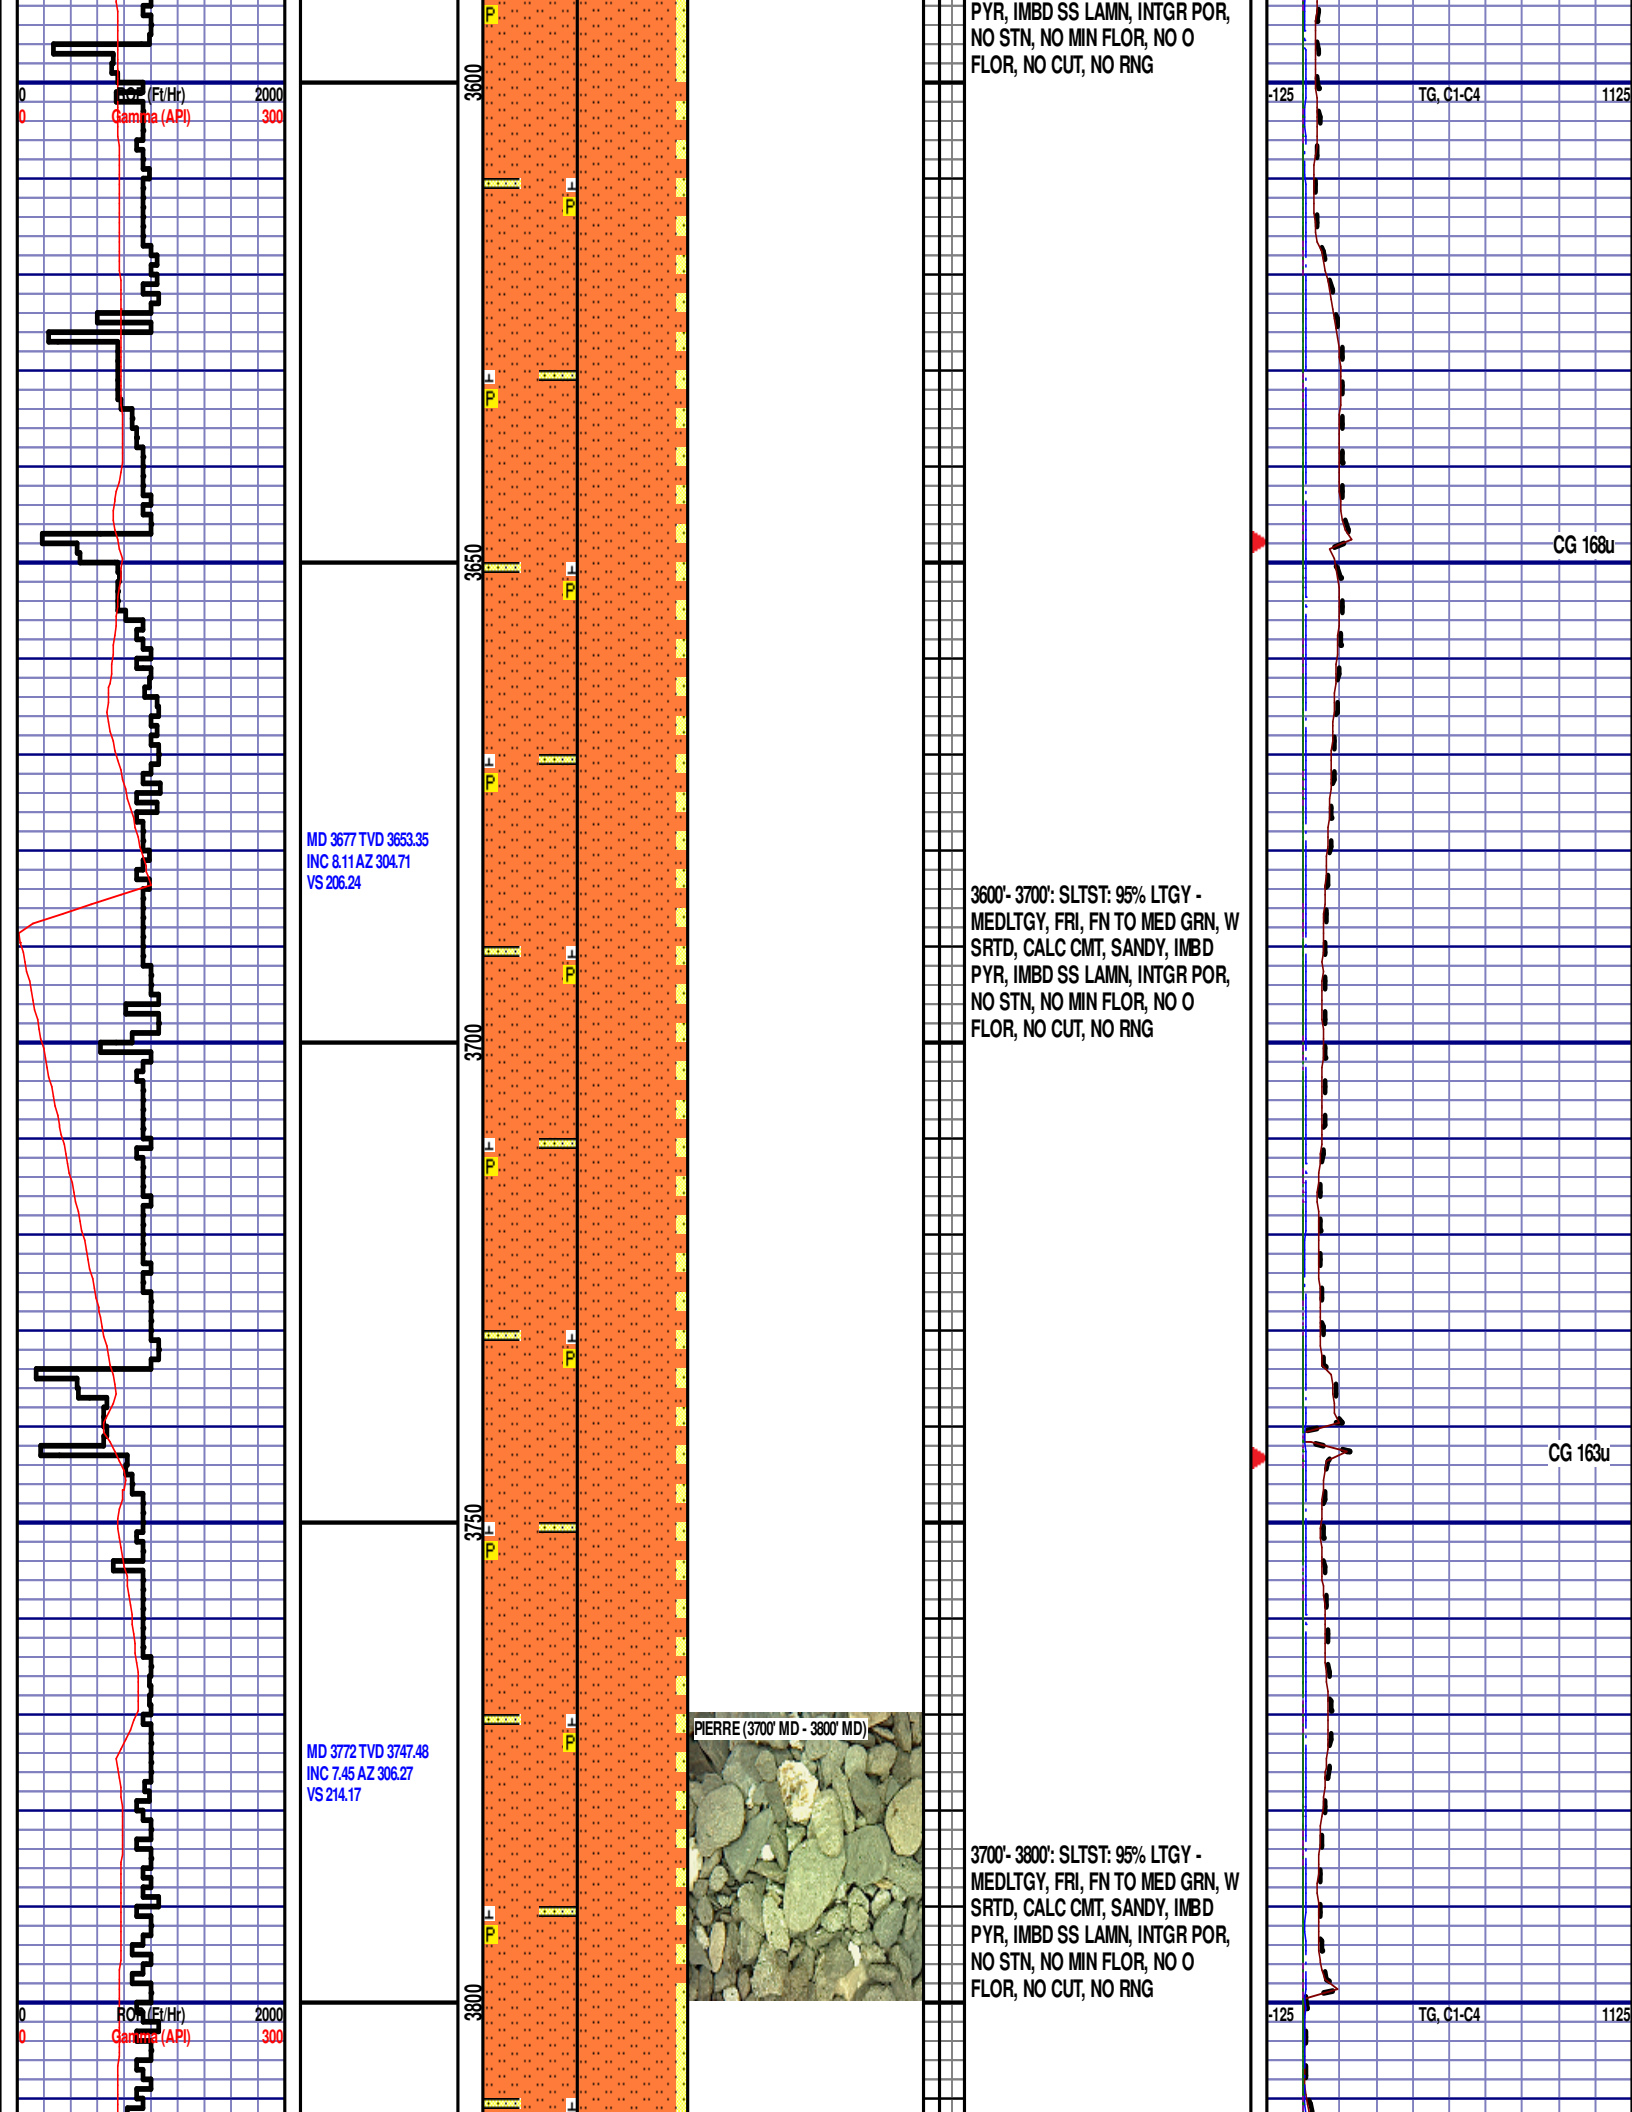 P
PYR, IMBD SS LAMN, INTGR POR,
NO STN, NO MIN FLOR, NO O
FLOR, NO CUT, NO RNG
3600
0 ROP (Ft/Hr) 2000
0 Gamma (API) 300
-125 TG, C1-C4 1125
P
P
CG 168u
3650
P
P
MD 3677 TVD 3653.35
INC 8.11 AZ 304.71
VS 206.24
3600'- 3700': SLTST: 95% LTGY -
MEDLTGY, FRI, FN TO MED GRN, W
SRTD, CALC CMT, SANDY, IMBD
PYR, IMBD SS LAMN, INTGR POR,
NO STN, NO MIN FLOR, NO O
FLOR, NO CUT, NO RNG
P
3700
P
P
CG 163u
3750
P
PIERRE (3700' MD - 3800' MD)
P
MD 3772 TVD 3747.48
INC 7.45 AZ 306.27
VS 214.17
3700'- 3800': SLTST: 95% LTGY -
MEDLTGY, FRI, FN TO MED GRN, W
SRTD, CALC CMT, SANDY, IMBD
PYR, IMBD SS LAMN, INTGR POR,
NO STN, NO MIN FLOR, NO O
FLOR, NO CUT, NO RNG
P
3800
0 ROP (Ft/Hr) 2000
0 Gamma (API) 300
-125 TG, C1-C4 1125